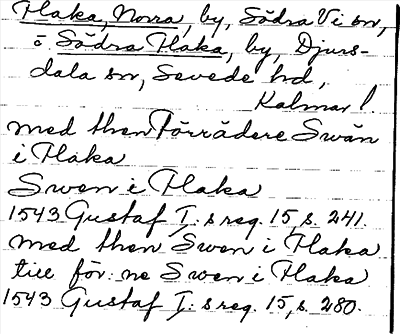 Flaka, Norra, by, Södra Vi sn,
o Södra Flaka, by, Djurs-
dala sn, Sevede hd,
Kalmar l.
med then Förrädere Swän
i Flaka
Swen i Flaka
1543 Gustaf I: s reg. 15, s. 241.
med then Swen i Flaka
till för: ne Swen i Flaka
1543 Gustaf I: s reg. 15, s. 280.